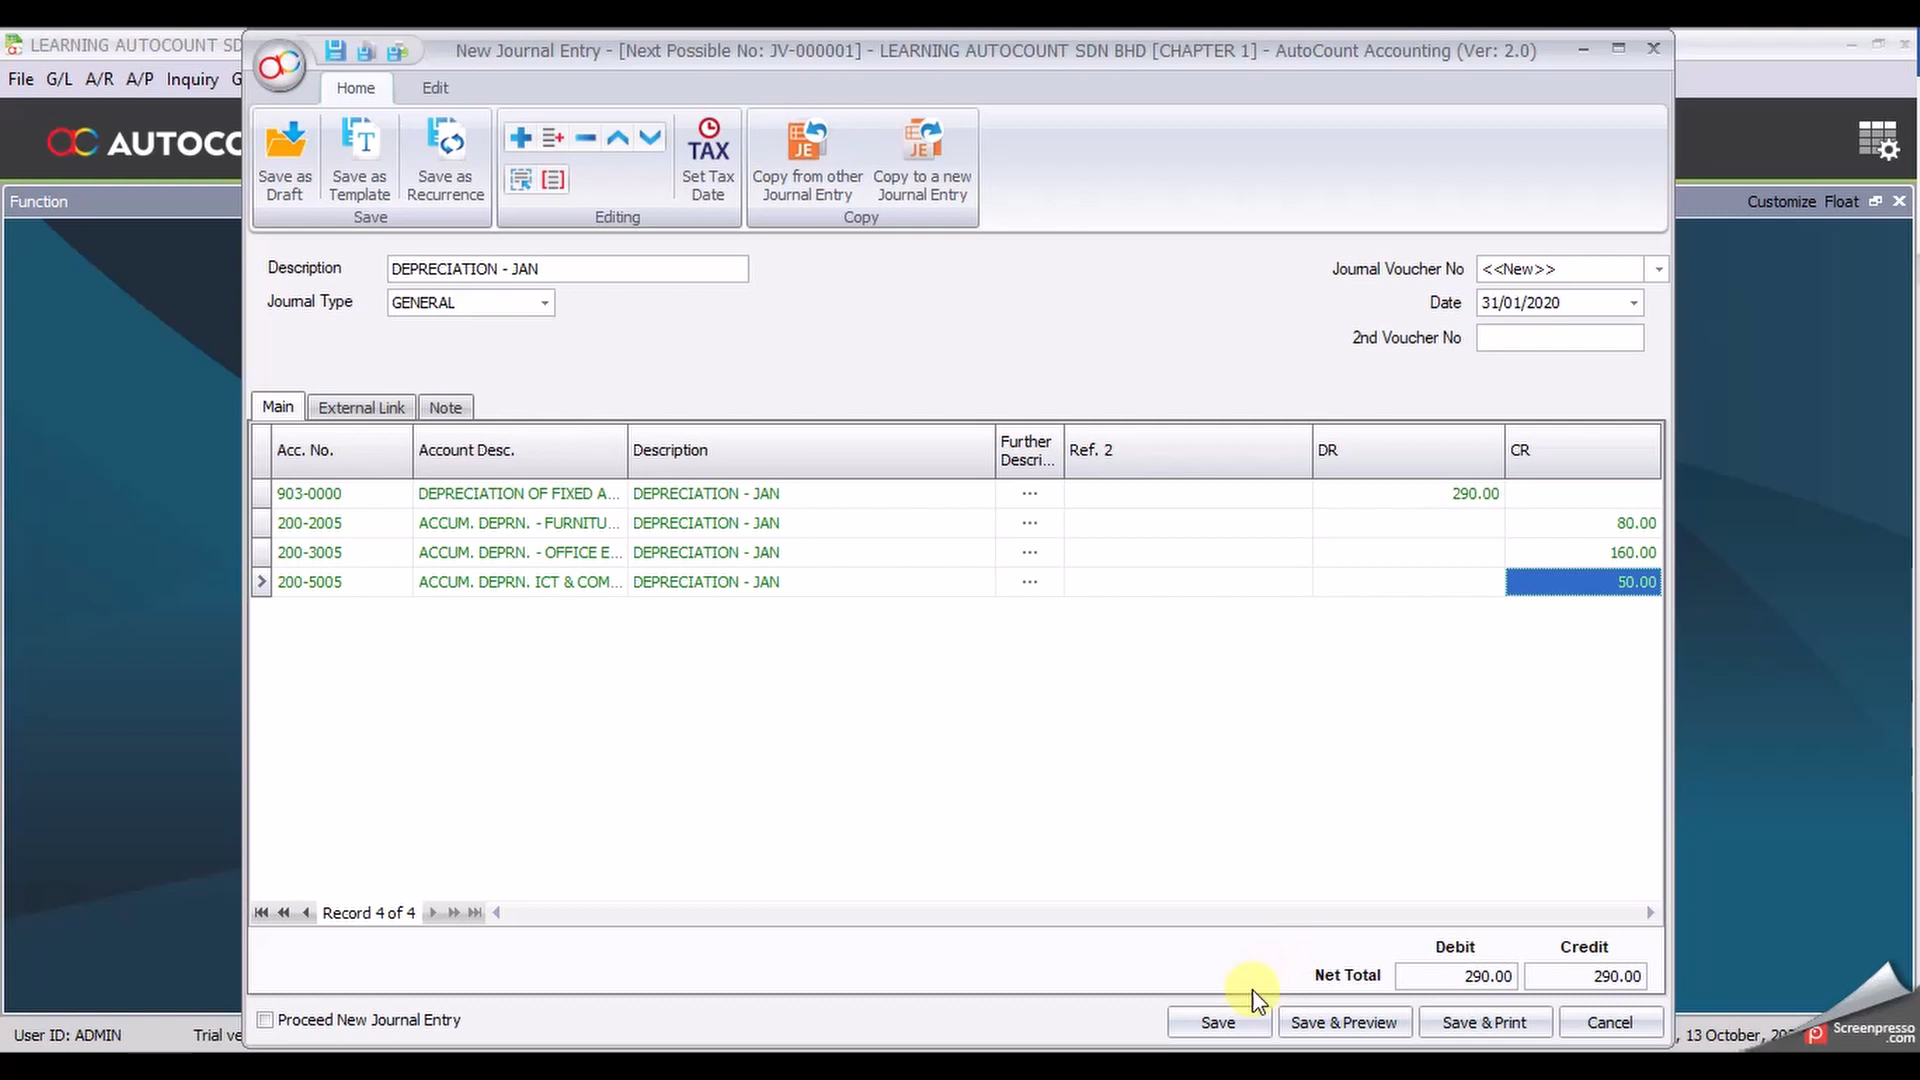 LEARNING AUTOCOUNT SD
New Journal Entry - [Next Possible No: JV-000001] - LEARNING AUTOCOUNT SDN BHD [CHAPTER 1] - AutoCount Accounting (Ver: 2.0)
File G/L A/R A/P Inquiry G
Home Edit
AUTOCO
Save as Draft
Save as Template
Save as Recurrence
TAX
Set Tax Date
JE
Copy from other Journal Entry
JE
Copy to a new Journal Entry
Save Editing Copy
Function
Customize Float
Description DEPRECIATION - JAN
Journal Voucher No <<New>>
Journal Type GENERAL
Date 31/01/2020
2nd Voucher No
Main External Link Note
Acc. No. Account Desc. Description Further Descri... Ref. 2 DR CR
903-0000 DEPRECIATION OF FIXED A... DEPRECIATION - JAN ... 290.00
200-2005 ACCUM. DEPRN. - FURNITU... DEPRECIATION - JAN ... 80.00
200-3005 ACCUM. DEPRN. - OFFICE E... DEPRECIATION - JAN ... 160.00
200-5005 ACCUM. DEPRN. ICT & COM... DEPRECIATION - JAN ... 50.00
Record 4 of 4
Debit Credit
Net Total 290.00 290.00
Proceed New Journal Entry
Save Save & Preview Save & Print Cancel
User ID: ADMIN Trial ve
, 13 October,
Screenpresso
.com